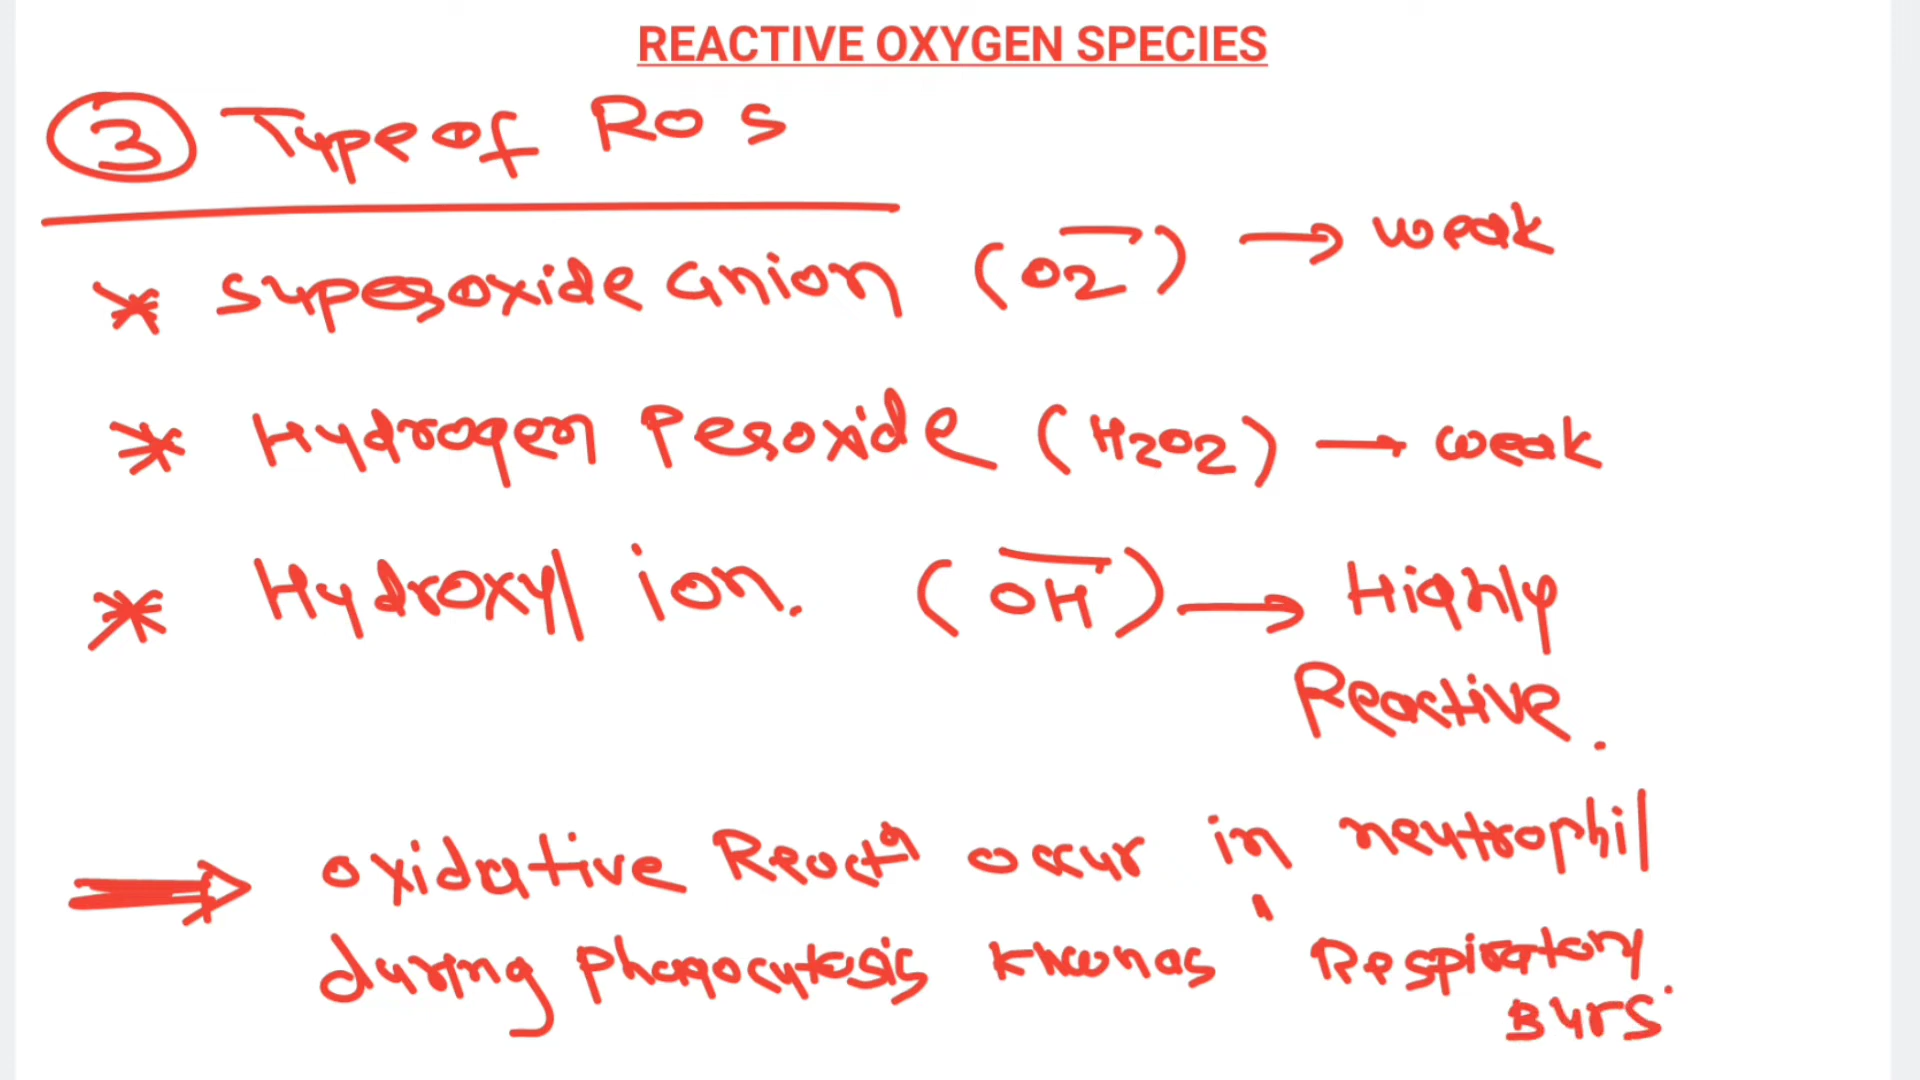 REACTIVE OXYGEN SPECIES
3 Type of ROS
* Superoxide anion (O2‾) → weak
* Hydrogen Peroxide (H2O2) → weak
* Hydroxyl ion. (OH‾) → Highly
Reactive.
⇒ oxidative Reactn occur in neutrophil
during phagocytosis known as ' Respiratory
Burs'